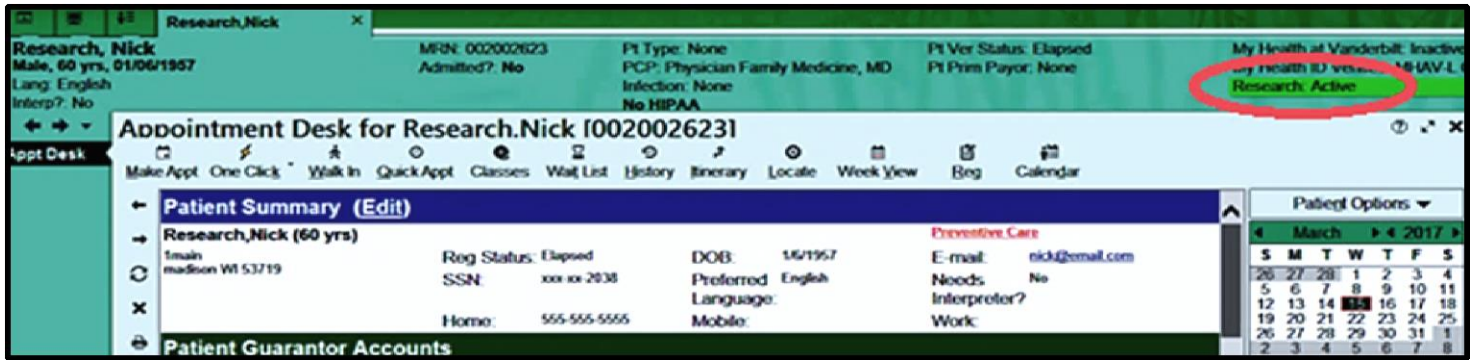 Research,Nick ×
Research, Nick
Male, 60 yrs, 01/06/1957
Lang: English
Interp?: No
MRN: 002002623
Admitted?: No
Pt Type: None
PCP: Physician Family Medicine, MD
Infection: None
No HIPAA
Pt Ver Status: Elapsed
Pt Prim Payor: None
My Health at Vanderbilt: Inactive
My Health ID MHAV-L
Research: Active
Appt Desk
Appointment Desk for Research,Nick [002002623]
Make Appt One Click Walk In Quick Appt Classes Wait List History Itinerary Locate Week View Reg Calendar
Patient Summary (Edit)
Research,Nick (60 yrs)
1main
madison WI 53719
Reg Status: Elapsed
SSN: xxx-xx-2038
Home: 555-555-5555
DOB: 1/6/1957
Preferred Language: English
Mobile:
Preventive Care
E-mail: nick@email.com
Needs Interpreter? No
Work:
Patient Guarantor Accounts
Patient Options
March 2017
S M T W T F S
26 27 28 1 2 3 4
5 6 7 8 9 10 11
12 13 14 15 16 17 18
19 20 21 22 23 24 25
26 27 28 29 30 31 1
2 3 4 5 6 7 8